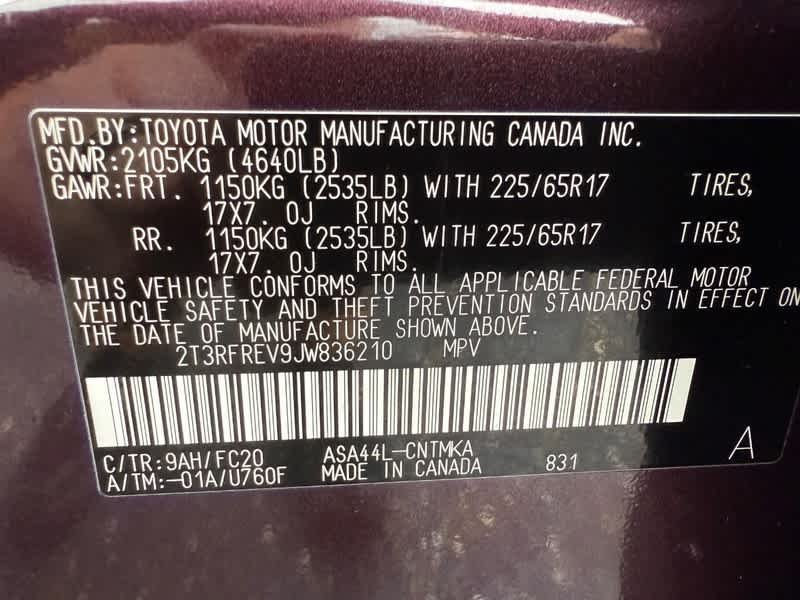 MFD.BY:TOYOTA MOTOR MANUFACTURING CANADA INC.
GVWR:2105KG (4640LB)
GAWR:FRT. 1150KG (2535LB) WITH 225/65R17 TIRES,
17X7.0J RIMS.
RR. 1150KG (2535LB) WITH 225/65R17 TIRES,
17X7.0J RIMS.
THIS VEHICLE CONFORMS TO ALL APPLICABLE FEDERAL MOTOR
VEHICLE SAFETY AND THEFT PREVENTION STANDARDS IN EFFECT ON
THE DATE OF MANUFACTURE SHOWN ABOVE.
2T3RFREV9JW836210 MPV
C/TR:9AH/FC20 ASA44L-CNTMKA
A/TM:-01A/U760F MADE IN CANADA 831 A